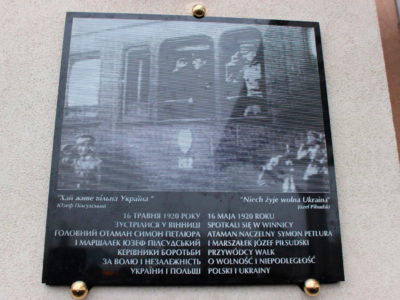 "Хай живе вільна Україна"
Юзеф Пілсудський
"Niech żyje wolna Ukraina"
Józef Piłsudski
16 ТРАВНЯ 1920 РОКУ
ЗУСТРІЛИСЯ У ВІННИЦІ
ГОЛОВНИЙ ОТАМАН СИМОН ПЕТЛЮРА
І МАРШАЛЕК ЮЗЕФ ПІЛСУДСЬКИЙ
КЕРІВНИКИ БОРОТЬБИ
ЗА ВОЛЮ І НЕЗАЛЕЖНІСТЬ
УКРАЇНИ І ПОЛЬЩІ
16 MAJA 1920 ROKU
SPOTKALI SIĘ W WINNICY
ATAMAN NACZELNY SYMON PETLURA
I MARSZAŁEK JÓZEF PIŁSUDSKI
PRZYWÓDCY WALK
O WOLNOŚĆ I NIEPODLEGŁOŚĆ
POLSKI I UKRAINY